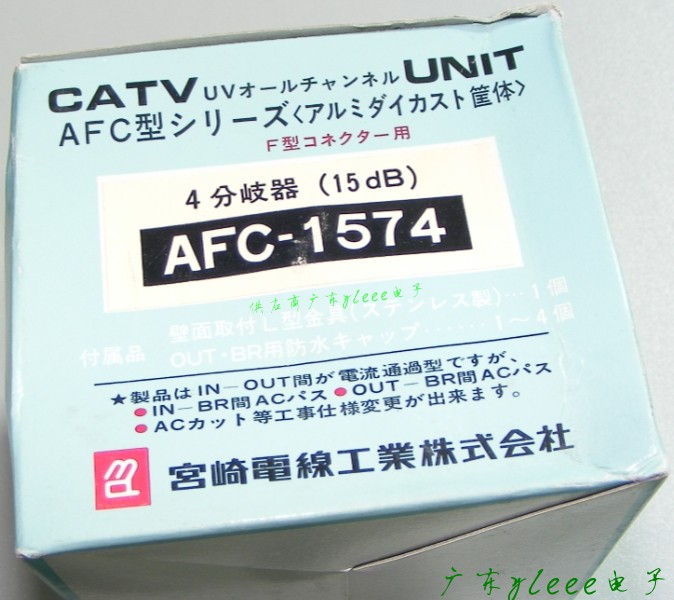 CATV UVオールチャンネル UNIT
AFC型シリーズ〈アルミダイカスト筐体〉
F型コネクター用
4分岐器 (15dB)
AFC-1574
供应商广东yleee电子
付属品 壁面取付L型金具(ステンレス製)…1個
OUT・BR用防水キャップ‥‥‥1〜4個
★製品はIN−OUT間が電流通過型ですが、
●IN−BR間ACパス ●OUT−BR間ACパス
●ACカット等工事仕様変更が出来ます。
宮崎電線工業株式会社
广东yleee电子